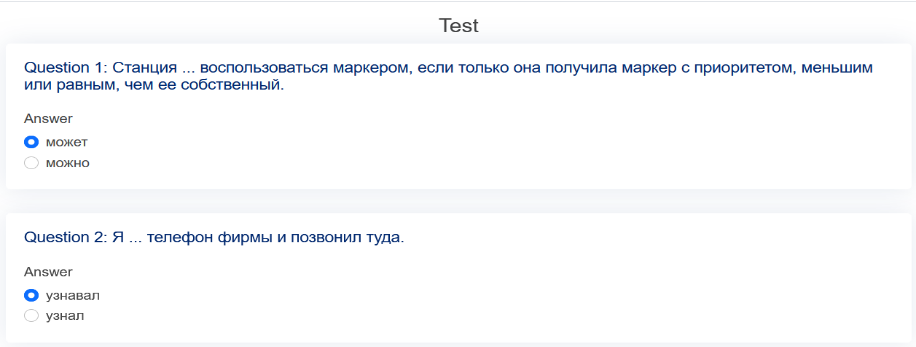 Test
Question 1: Станция ... воспользоваться маркером, если только она получила маркер с приоритетом, меньшим
или равным, чем ее собственный.
Answer
может
можно
Question 2: Я ... телефон фирмы и позвонил туда.
Answer
узнавал
узнал